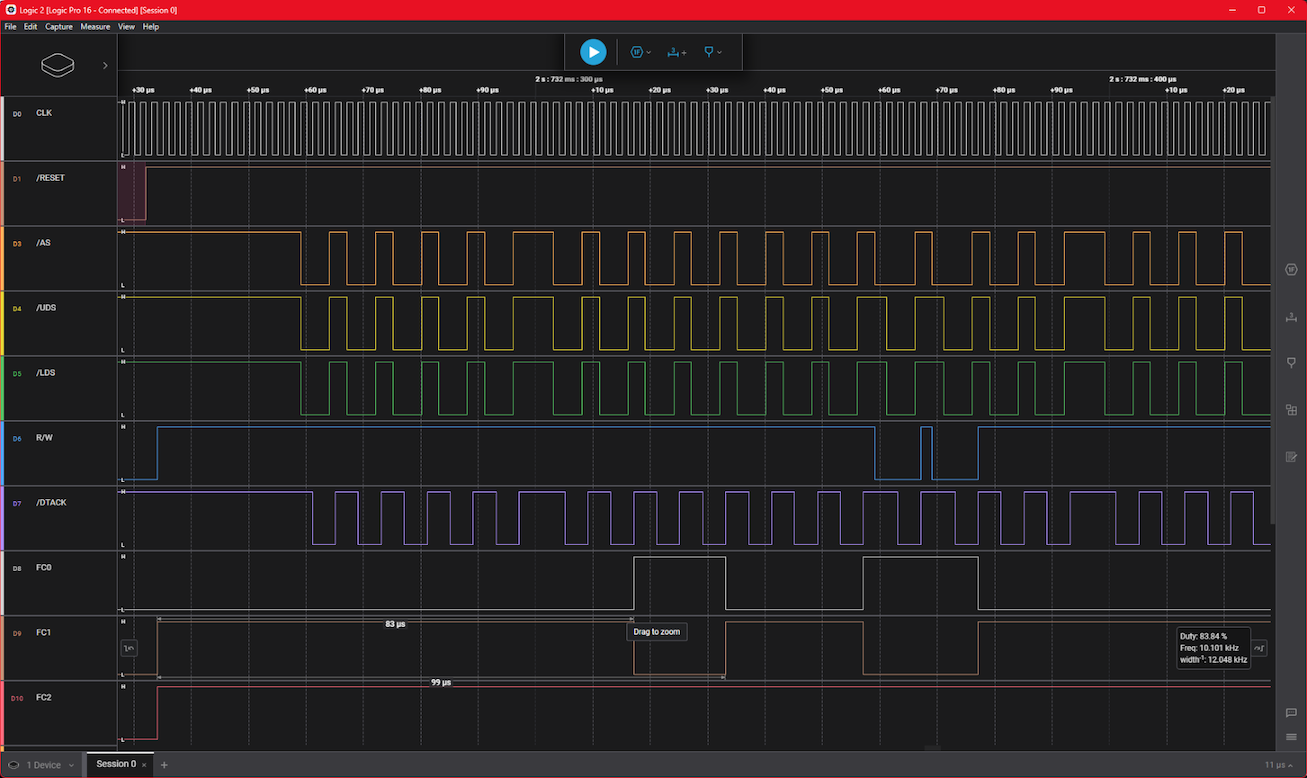 Logic 2 [Logic Pro 16 - Connected] [Session 0]
File Edit Capture Measure View Help
2 s : 732 ms : 300 µs 2 s : 732 ms : 400 µs
+30 µs +40 µs +50 µs +60 µs +70 µs +80 µs +90 µs +10 µs +20 µs +30 µs +40 µs +50 µs +60 µs +70 µs +80 µs +90 µs +10 µs +20 µs
D0 CLK H
L
D1 /RESET H
L
D3 /AS H
L
D4 /UDS H
L
D5 /LDS H
L
D6 R/W H
L
D7 /DTACK H
L
D8 FC0 H
L
D9 FC1 H
83 µs
Drag to zoom
Duty: 83.84 %
Freq: 10.101 kHz
width⁻¹: 12.048 kHz
L
99 µs
D10 FC2 H
L
1 Device Session 0 × + 11 µs